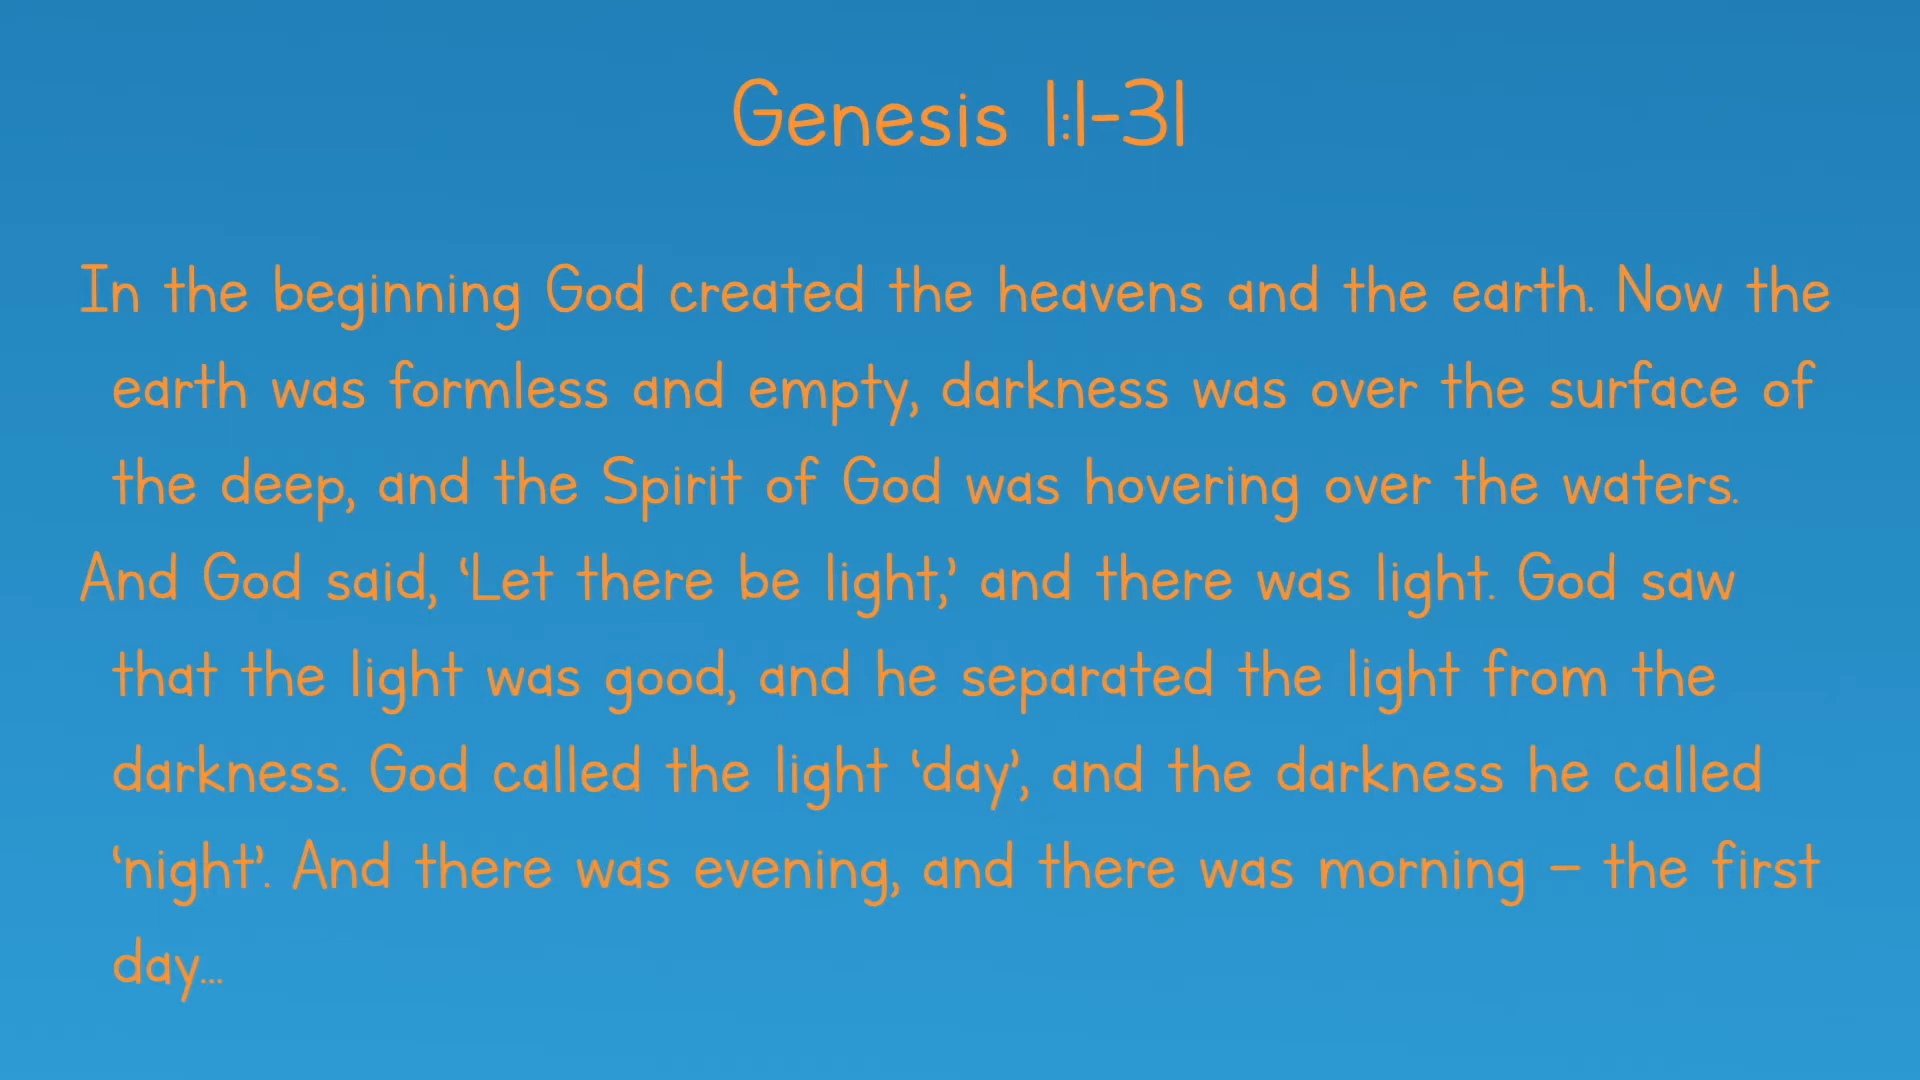 Genesis 1:1-31
In the beginning God created the heavens and the earth. Now the
earth was formless and empty, darkness was over the surface of
the deep, and the Spirit of God was hovering over the waters.
And God said, ‘Let there be light,’ and there was light. God saw
that the light was good, and he separated the light from the
darkness. God called the light ‘day’, and the darkness he called
‘night’. And there was evening, and there was morning – the first
day...